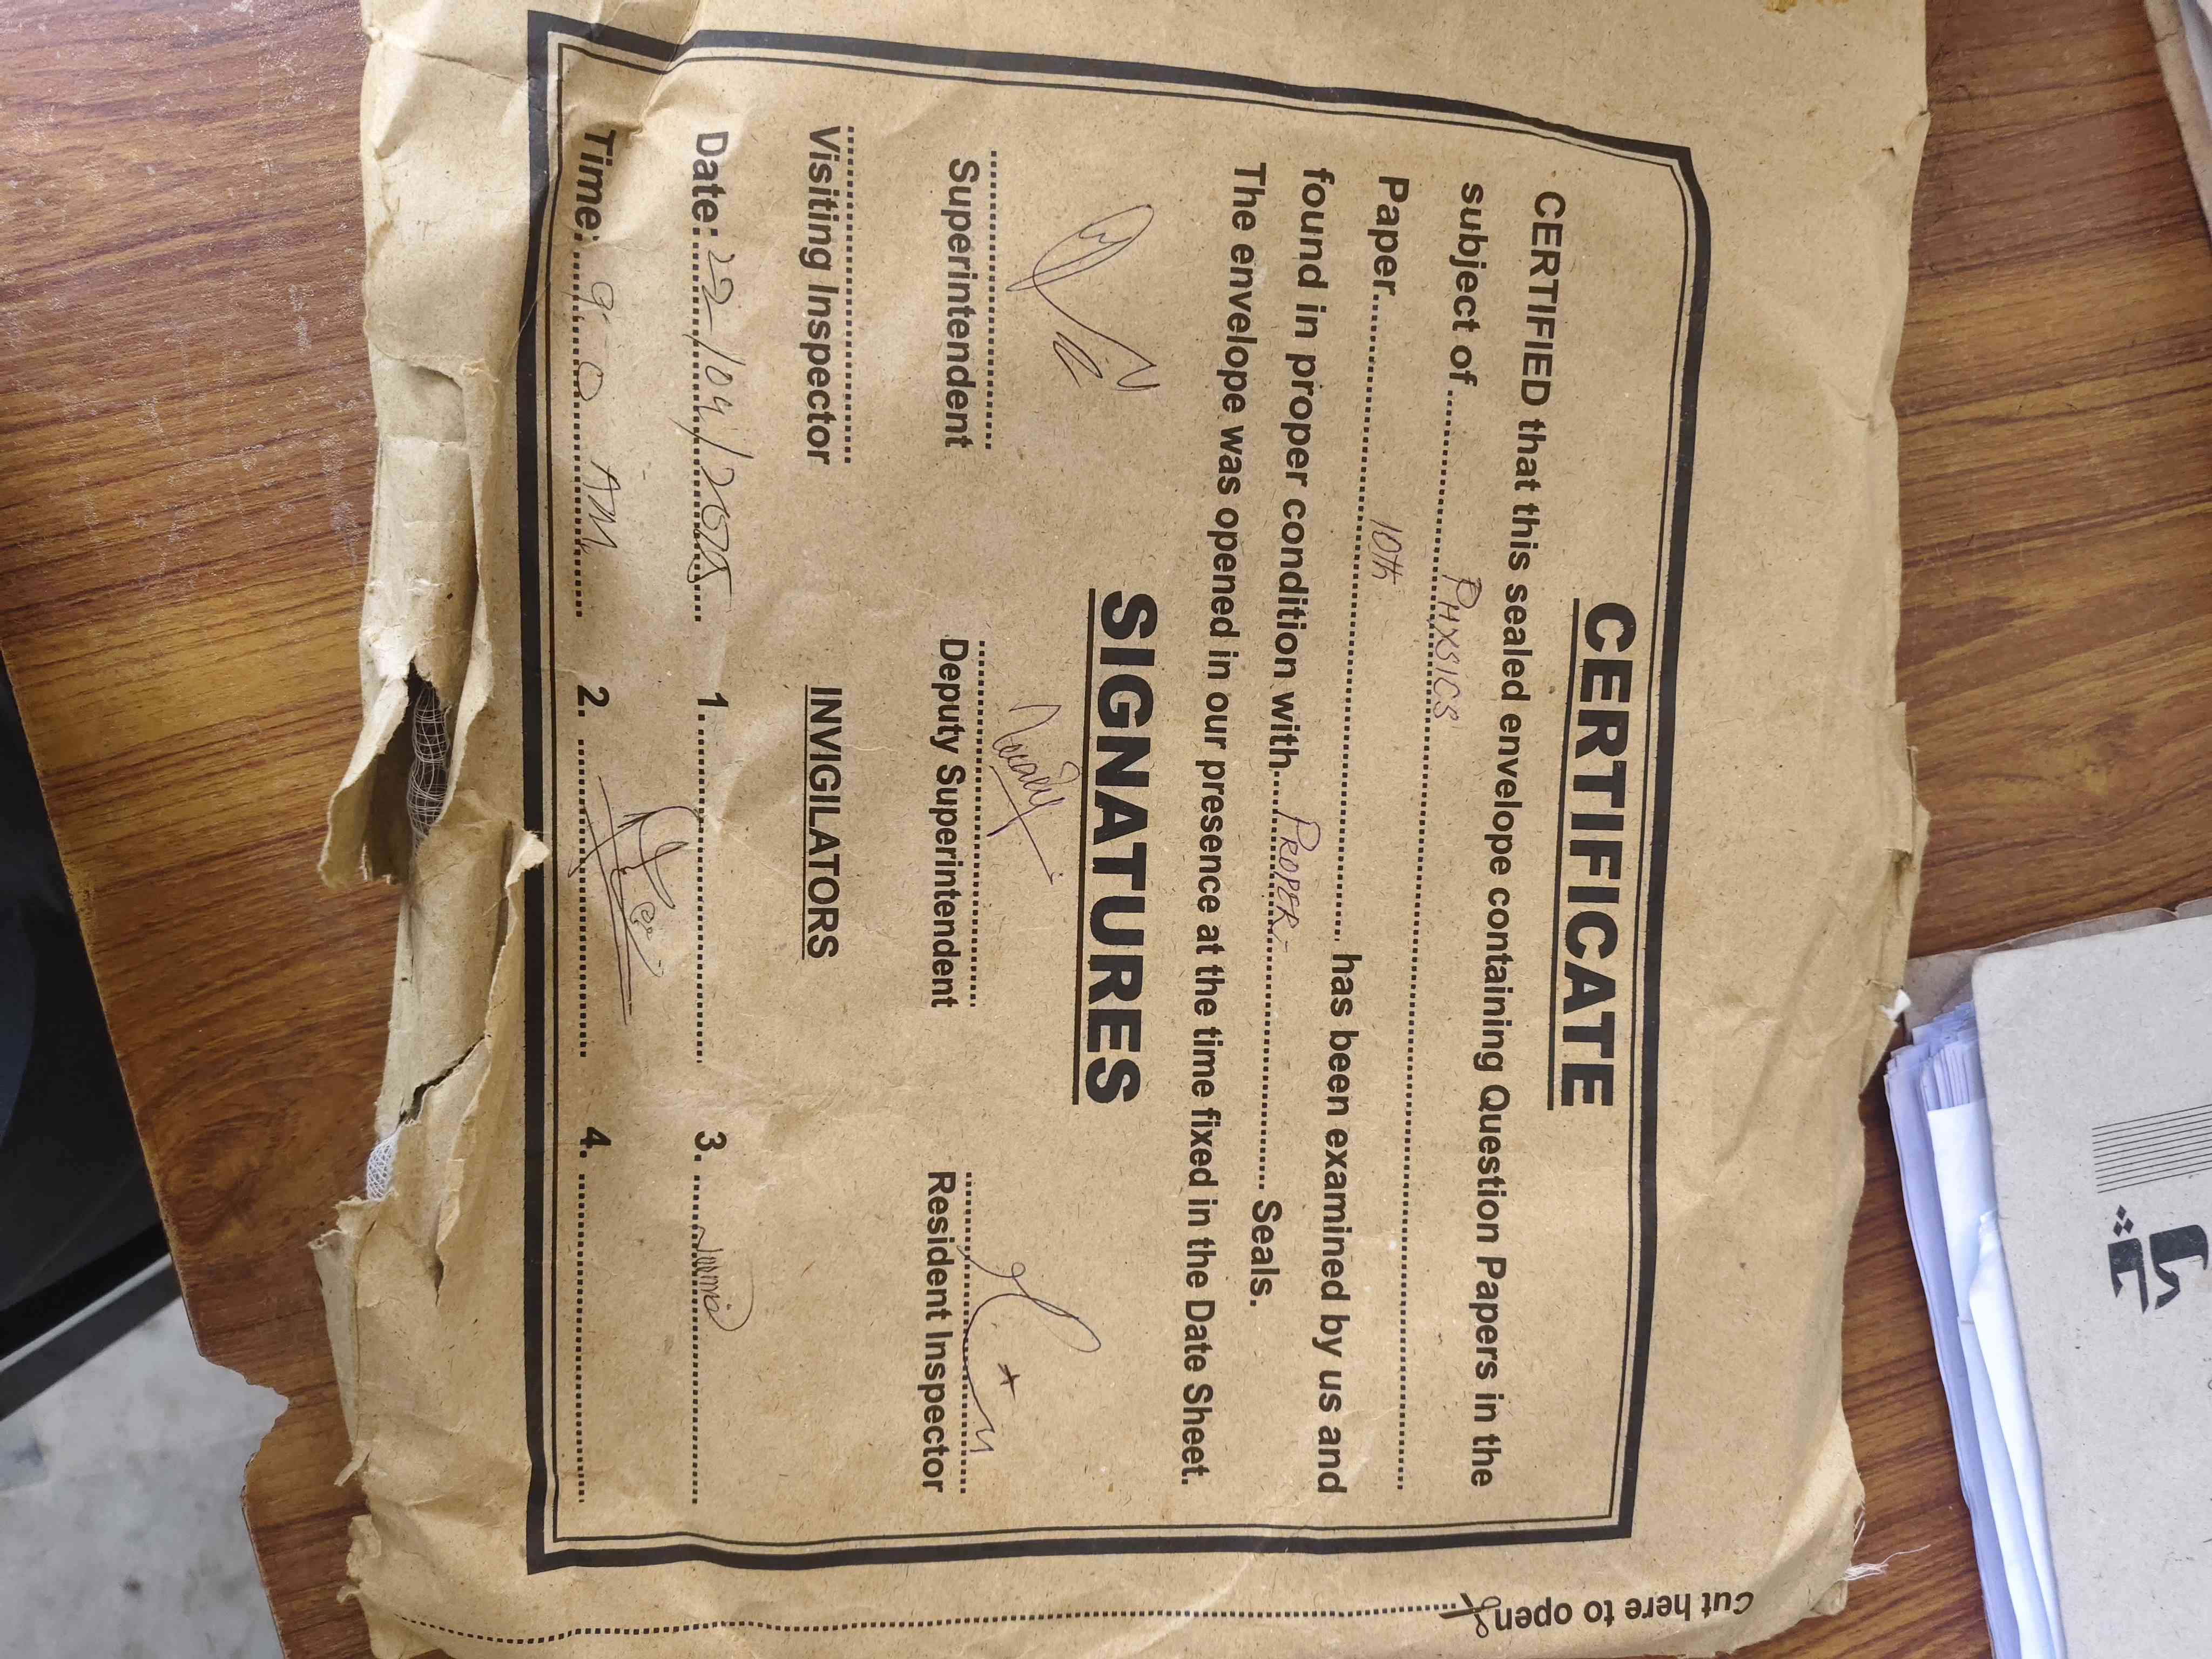 CERTIFICATE
CERTIFIED that this sealed envelope containing Question Papers in the
subject of .......... PHYSICS ..........
Paper .......... 10th .......... has been examined by us and
found in proper condition with .......... PROPER .......... Seals.
The envelope was opened in our presence at the time fixed in the Date Sheet.
SIGNATURES
Superintendent Deputy Superintendent Resident Inspector
Visiting Inspector INVIGILATORS
Date: 22/04/2025 1. .......... 3. ..........
Time: 9:0 AM 2. .......... 4. ..........
Cut here to open